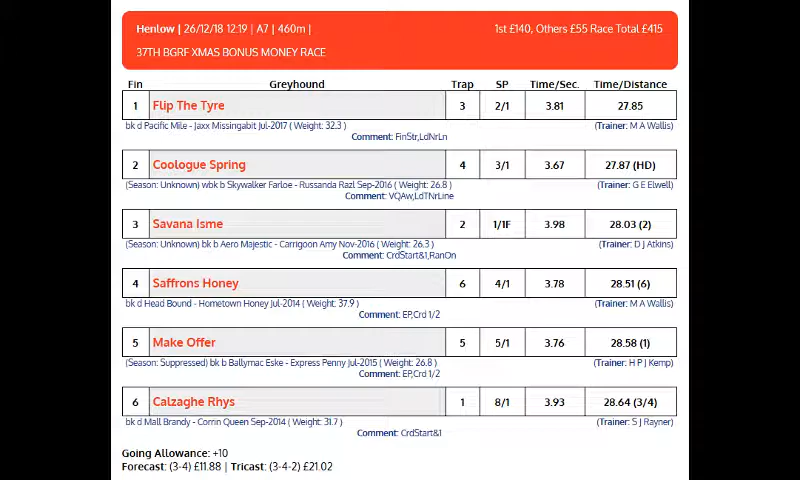 Henlow | 26/12/18 12:19 | A7 | 460m | 1st £140, Others £55 Race Total £415
37TH BGRF XMAS BONUS MONEY RACE
Fin Greyhound Trap SP Time/Sec. Time/Distance
1 Flip The Tyre 3 2/1 3.81 27.85
bk d Pacific Mile - Jaxx Missingabit Jul-2017 ( Weight: 32.3 ) (Trainer: M A Wallis)
Comment: FinStr,LdNrLn
2 Coologue Spring 4 3/1 3.67 27.87 (HD)
(Season: Unknown) wbk b Skywalker Farloe - Russanda Razl Sep-2016 ( Weight: 26.8 ) (Trainer: G E Elwell)
Comment: VQAw,LdTNrLine
3 Savana Isme 2 1/1F 3.98 28.03 (2)
(Season: Unknown) bk b Aero Majestic - Carrigoon Amy Nov-2016 ( Weight: 26.3 ) (Trainer: D J Atkins)
Comment: CrdStart&1,RanOn
4 Saffrons Honey 6 4/1 3.78 28.51 (6)
bk d Head Bound - Hometown Honey Jul-2014 ( Weight: 37.9 ) (Trainer: M A Wallis)
Comment: EP,Crd 1/2
5 Make Offer 5 5/1 3.76 28.58 (1)
(Season: Suppressed) bk b Ballymac Eske - Express Penny Jul-2015 ( Weight: 26.8 ) (Trainer: H P J Kemp)
Comment: EP,Crd 1/2
6 Calzaghe Rhys 1 8/1 3.93 28.64 (3/4)
bk d Mall Brandy - Corrin Queen Sep-2014 ( Weight: 31.7 ) (Trainer: S J Rayner)
Comment: CrdStart&1
Going Allowance: +10
Forecast: (3-4) £11.88 | Tricast: (3-4-2) £21.02